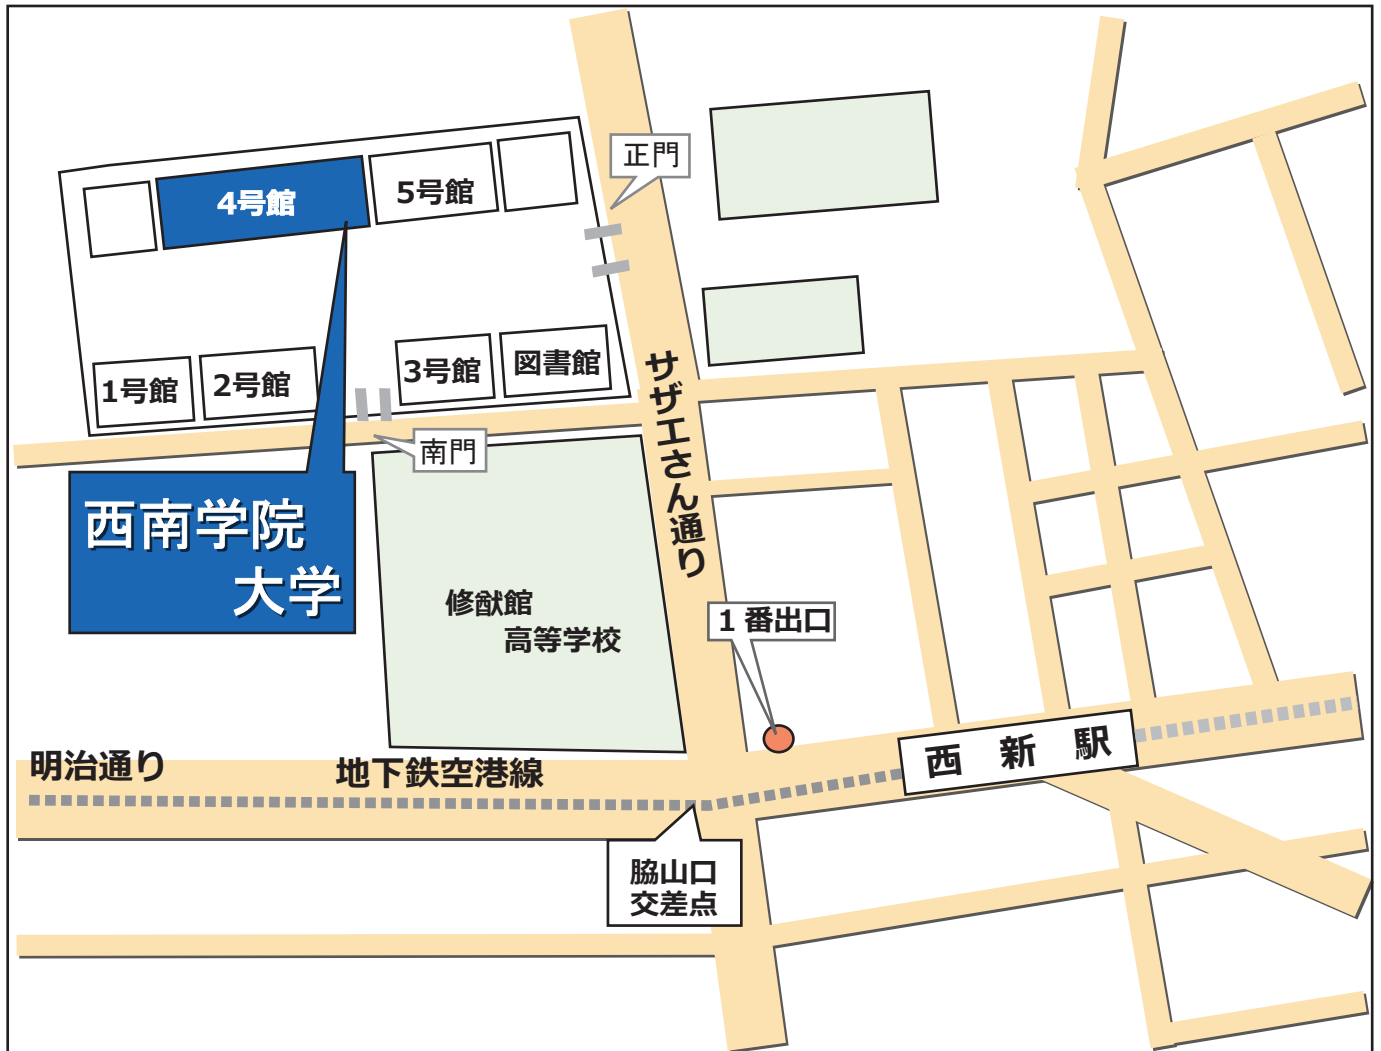 正門
4号館
5号館
1号館
2号館
3号館
図書館
南門
サザエさん通り
西南学院
大学
修猷館
高等学校
1番出口
明治通り
地下鉄空港線
西新駅
脇山口
交差点